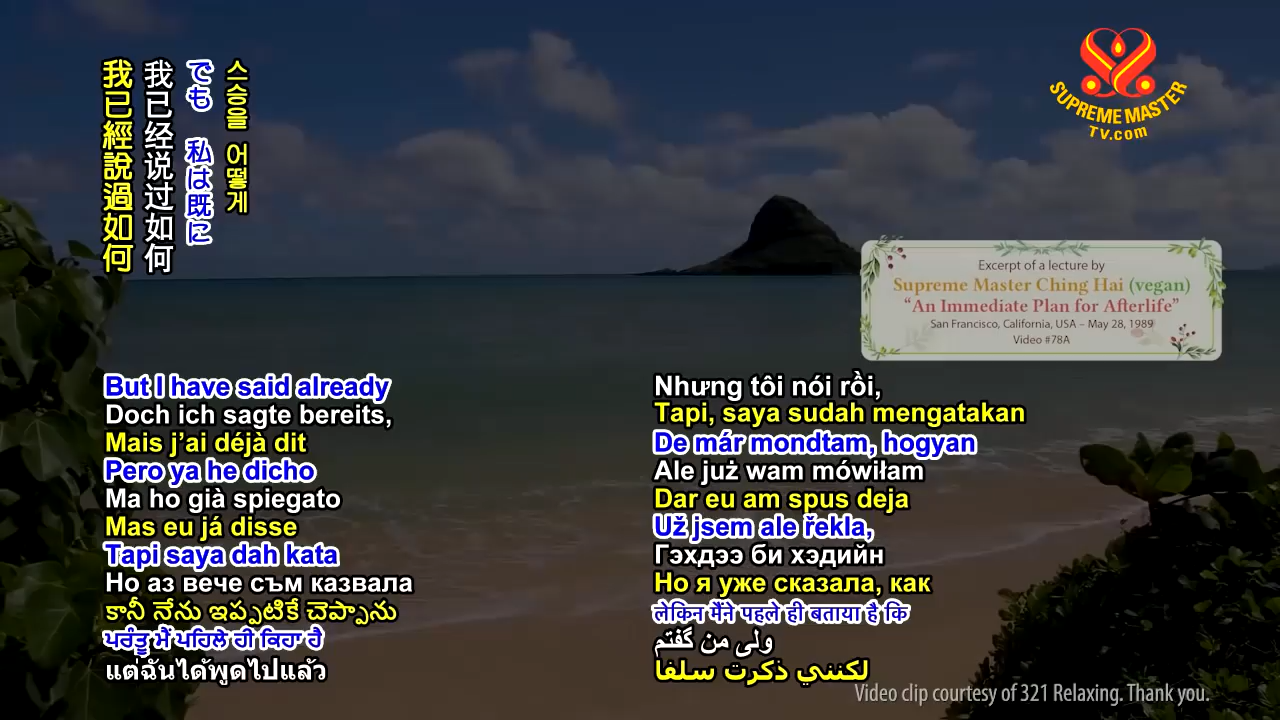 我已經說過如何
我已经说过如何
でも 私は既に
스승을 어떻게
SUPREME MASTER
TV.com
Excerpt of a lecture by
Supreme Master Ching Hai (vegan)
“An Immediate Plan for Afterlife”
San Francisco, California, USA – May 28, 1989
Video #78A
But I have said already
Doch ich sagte bereits,
Mais j’ai déjà dit
Pero ya he dicho
Ma ho già spiegato
Mas eu já disse
Tapi saya dah kata
Но аз вече съм казвала
కానీ నేను ఇప్పటికే చెప్పాను
ਪਰੰਤੂ ਮੈਂ ਪਹਿਲੇ ਹੀ ਕਿਹਾ ਹੈ
แต่ฉันได้พูดไปแล้ว
Nhưng tôi nói rồi,
Tapi, saya sudah mengatakan
De már mondtam, hogyan
Ale już wam mówiłam
Dar eu am spus deja
Už jsem ale řekla,
Гэхдээ би хэдийн
Но я уже сказала, как
लेकिन मैंने पहले ही बताया है कि
ولی من گفتم
لكنني ذكرت سلفا
Video clip courtesy of 321 Relaxing. Thank you.